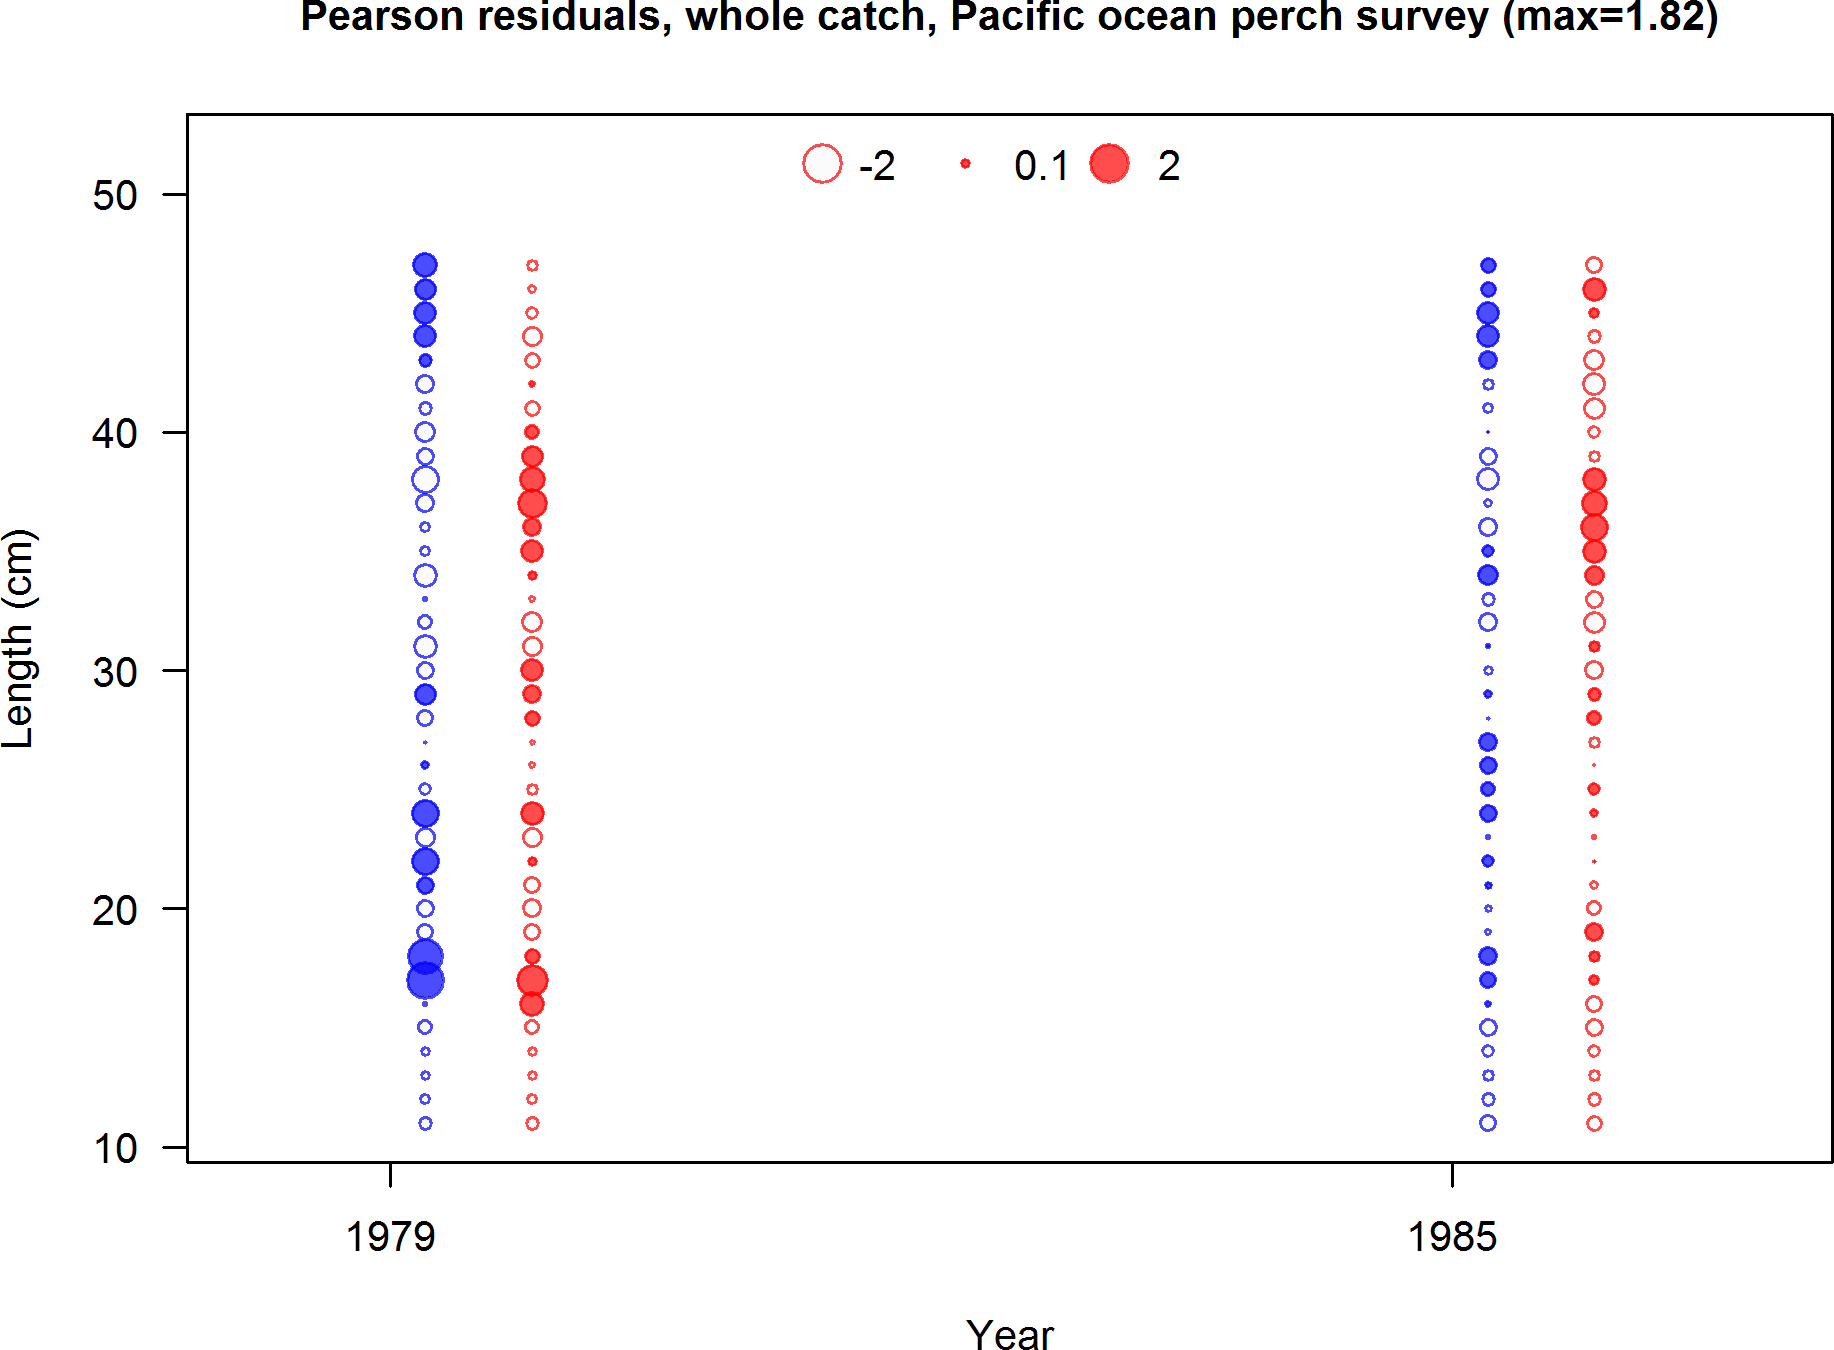 Pearson residuals, whole catch, Pacific ocean perch survey (max=1.82)
-2 0.1 2
50
40
30
20
10
Length (cm)
1979 1985
Year